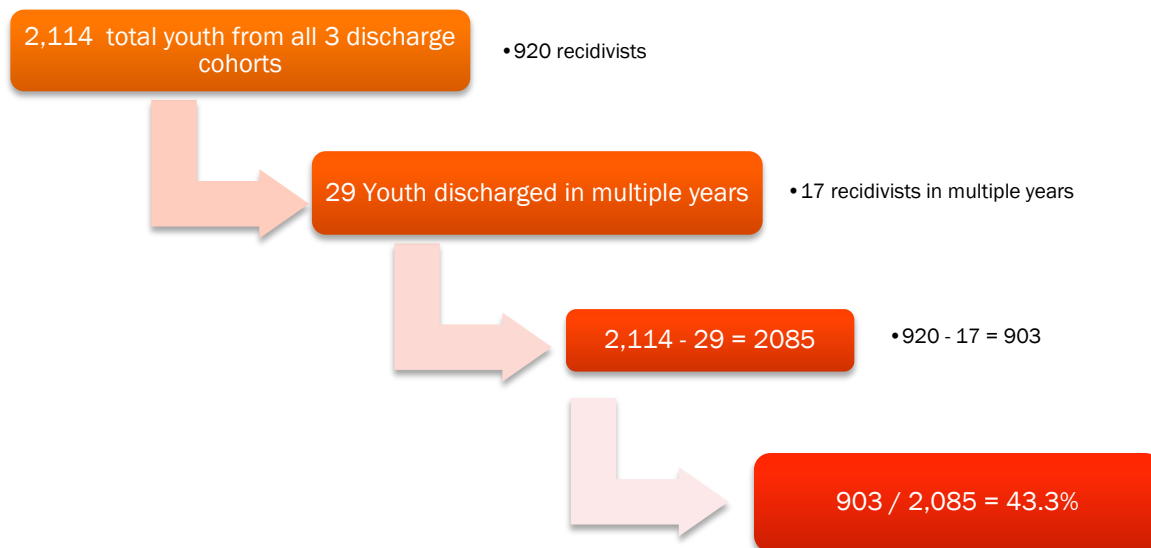 2,114 total youth from all 3 discharge
cohorts
•920 recidivists
29 Youth discharged in multiple years
•17 recidivists in multiple years
2,114 - 29 = 2085
•920 - 17 = 903
903 / 2,085 = 43.3%